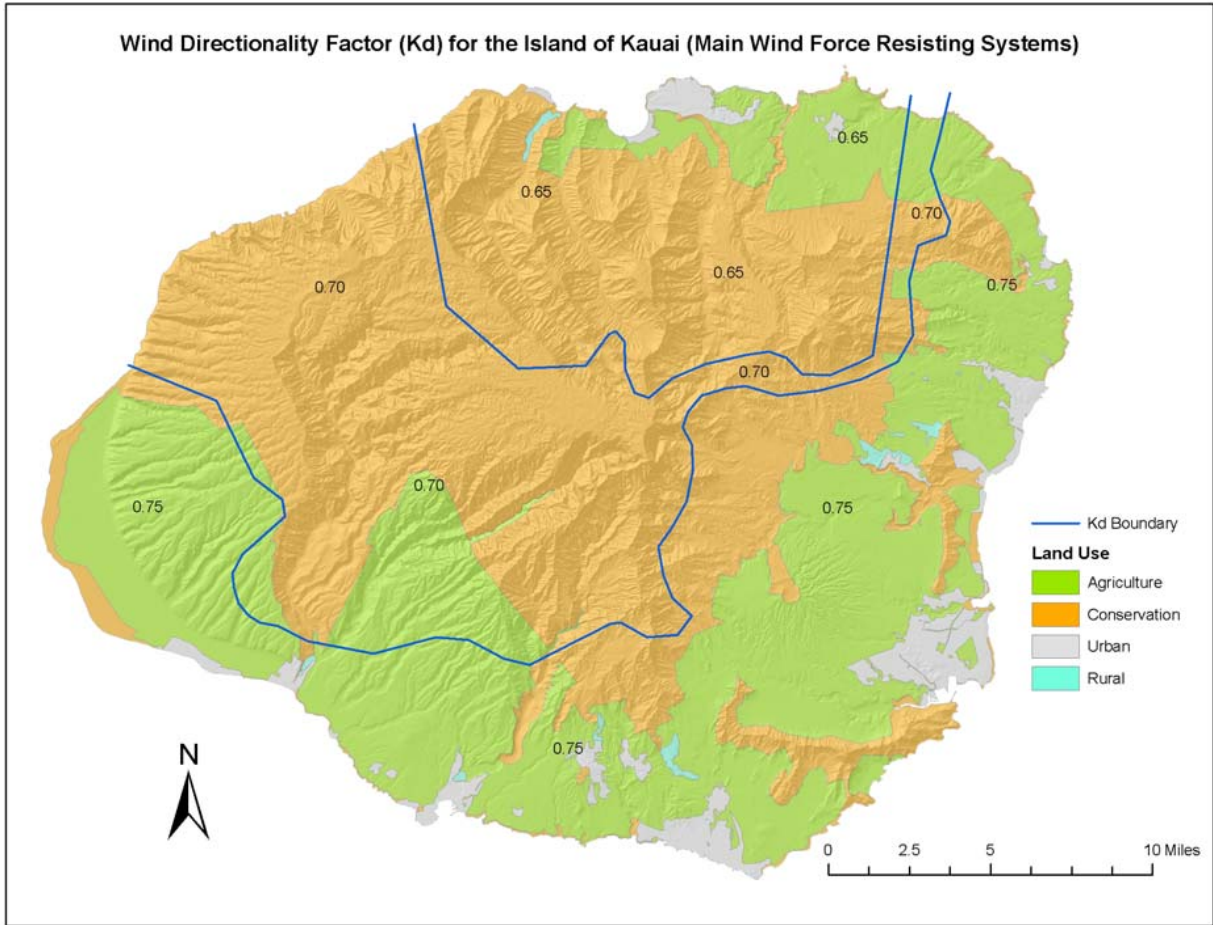 Wind Directionality Factor (Kd) for the Island of Kauai (Main Wind Force Resisting Systems)
0.65
0.65
0.70
0.65
0.70
0.75
0.70
0.70
0.75
0.75
0.75
Kd Boundary
Land Use
Agriculture
Conservation
Urban
Rural
N
0 2.5 5 10 Miles